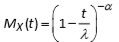 M_X(t) = (1 − t/λ)^−α